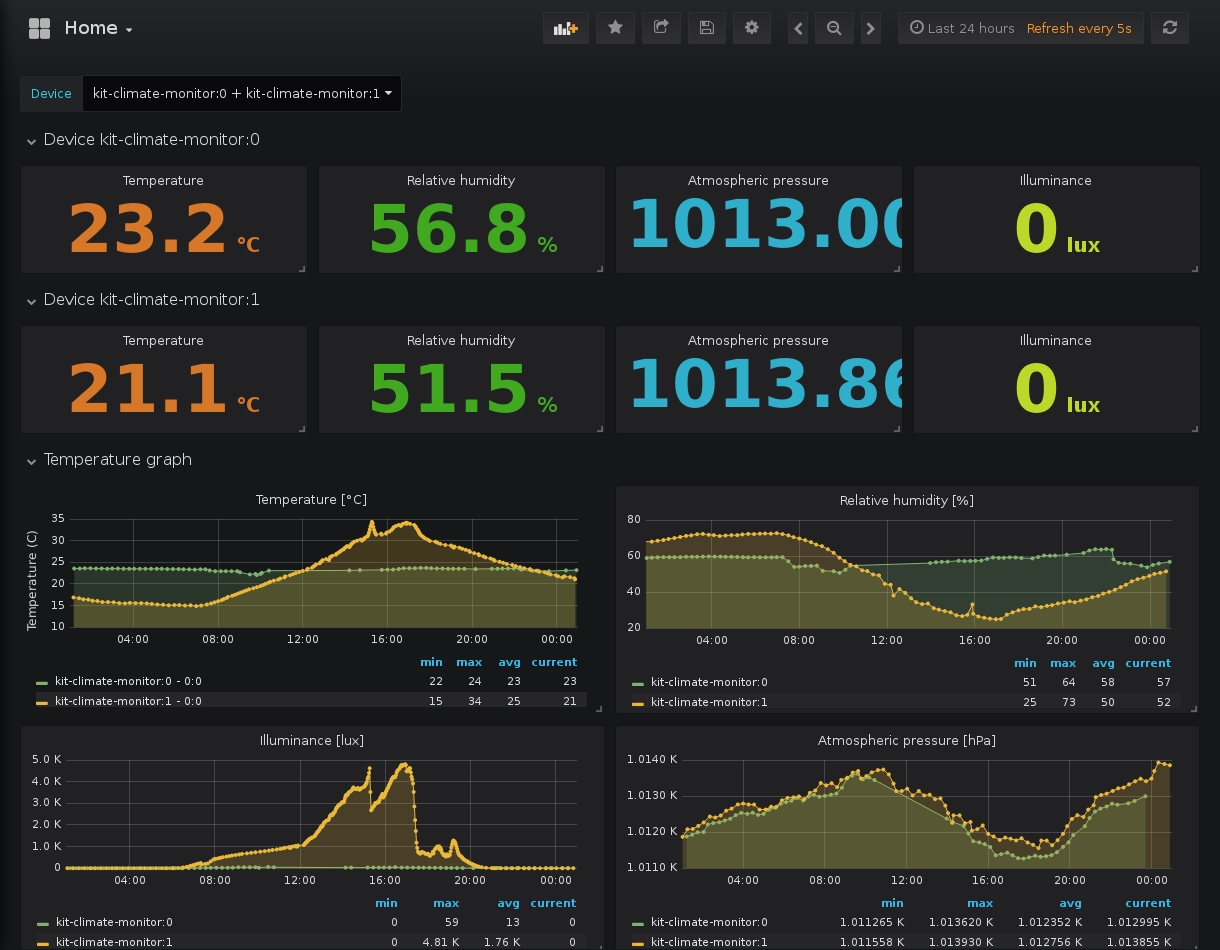 Home
Last 24 hours Refresh every 5s
Device kit-climate-monitor:0 + kit-climate-monitor:1
Device kit-climate-monitor:0
Temperature Relative humidity Atmospheric pressure Illuminance
23.2 °C 56.8 % 1013.00 0 lux
Device kit-climate-monitor:1
Temperature Relative humidity Atmospheric pressure Illuminance
21.1 °C 51.5 % 1013.86 0 lux
Temperature graph
Temperature [°C]
Temperature (C)
35
30
25
20
15
10
04:00 08:00 12:00 16:00 20:00 00:00
min max avg current
kit-climate-monitor:0 - 0:0 22 24 23 23
kit-climate-monitor:1 - 0:0 15 34 25 21
Relative humidity [%]
80
60
40
20
04:00 08:00 12:00 16:00 20:00 00:00
min max avg current
kit-climate-monitor:0 51 64 58 57
kit-climate-monitor:1 25 73 50 52
Illuminance [lux]
5.0 K
4.0 K
3.0 K
2.0 K
1.0 K
0
04:00 08:00 12:00 16:00 20:00 00:00
min max avg current
kit-climate-monitor:0 0 59 13 0
kit-climate-monitor:1 0 4.81 K 1.76 K 0
Atmospheric pressure [hPa]
1.0140 K
1.0130 K
1.0120 K
1.0110 K
04:00 08:00 12:00 16:00 20:00 00:00
min max avg current
kit-climate-monitor:0 1.011265 K 1.013620 K 1.012352 K 1.012995 K
kit-climate-monitor:1 1.011558 K 1.013930 K 1.012756 K 1.013855 K